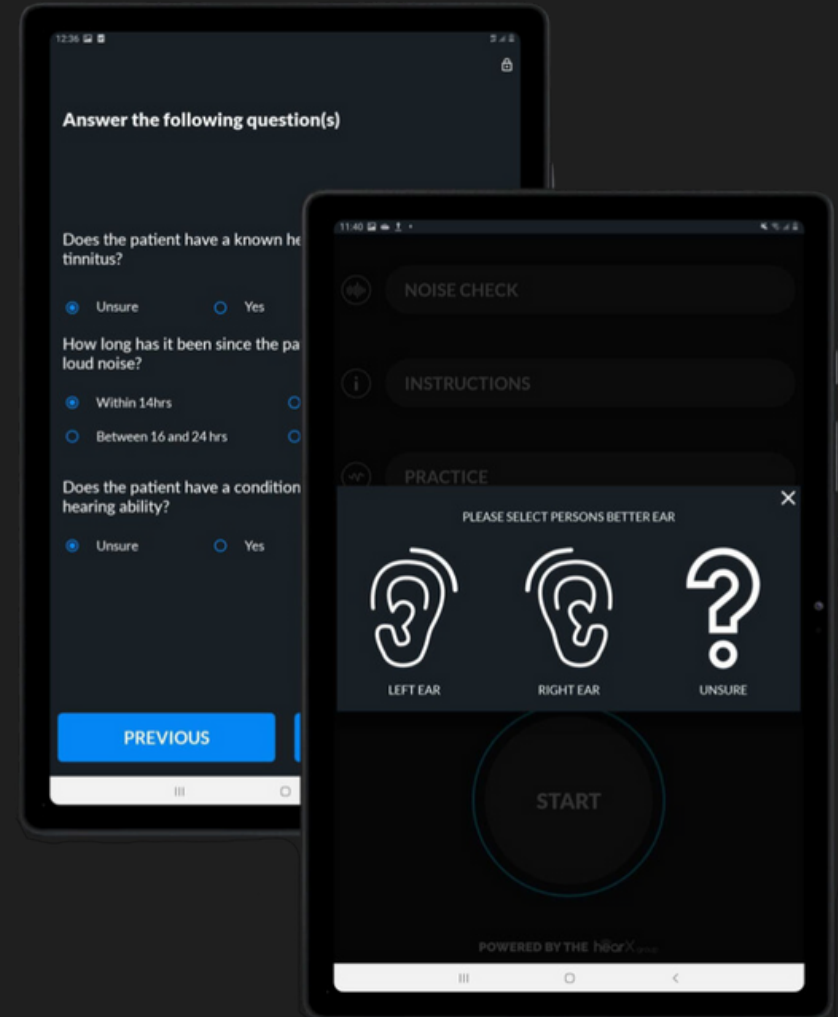 12:36
Answer the following question(s)
Does the patient have a known he
tinnitus?
Unsure Yes
How long has it been since the pa
loud noise?
Within 14hrs
Between 16 and 24 hrs
Does the patient have a condition
hearing ability?
Unsure Yes
PREVIOUS
11:40
NOISE CHECK
INSTRUCTIONS
PRACTICE
PLEASE SELECT PERSONS BETTER EAR
LEFT EAR RIGHT EAR UNSURE
START
POWERED BY THE hearX group